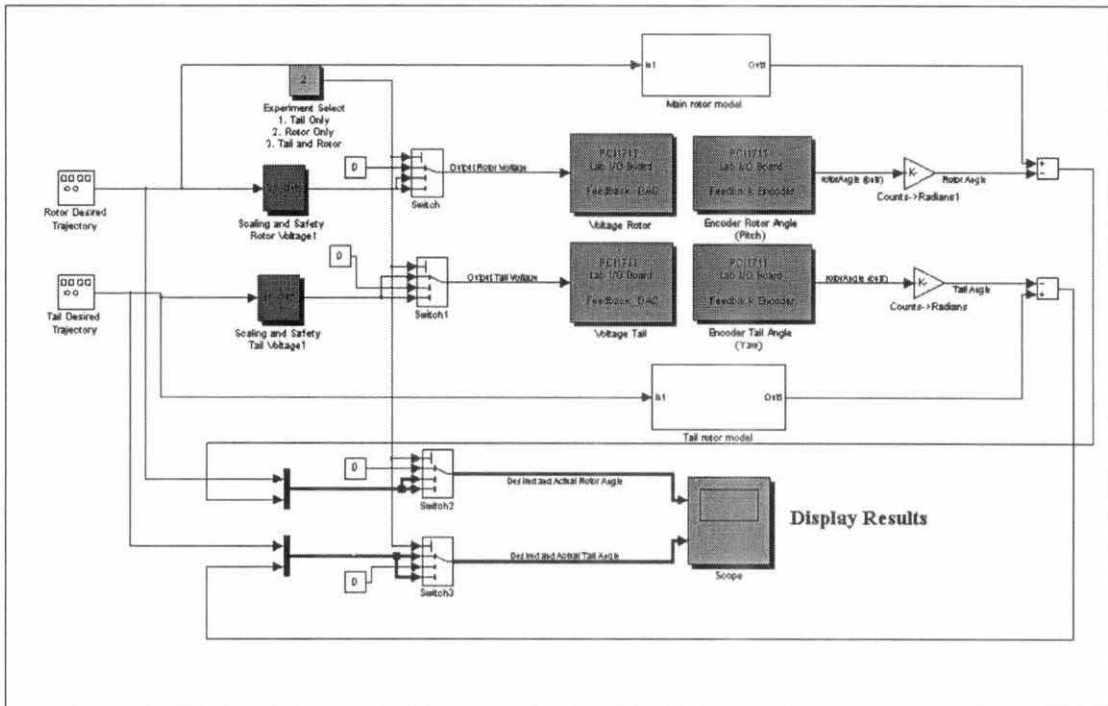 In1
Out1
Main rotor model
2
Experiment Select
1. Tail Only
2. Rotor Only
3. Tail and Rotor
0
Output Rotor Voltage
Switch
PCI1711
Lab I/O Board
Feedback DAC
Voltage Rotor
PCI1711
Lab I/O Board
Feedback Encoder
Encoder Rotor Angle
(Pitch)
K-
Rotor Angle
Counts->Radians1
Rotor Desired
Trajectory
Scaling and Safety
Rotor Voltage1
0
Output Tail Voltage
Switch1
PCI1711
Lab I/O Board
Feedback DAC
Voltage Tail
PCI1711
Lab I/O Board
Feedback Encoder
Encoder Tail Angle
(Yaw)
K-
Tail Angle
Counts->Radians
Tail Desired
Trajectory
Scaling and Safety
Tail Voltage1
In1
Out1
Tail rotor model
0
Desired and Actual Rotor Angle
Switch2
Display Results
Desired and Actual Tail Angle
0
Switch3
Scope